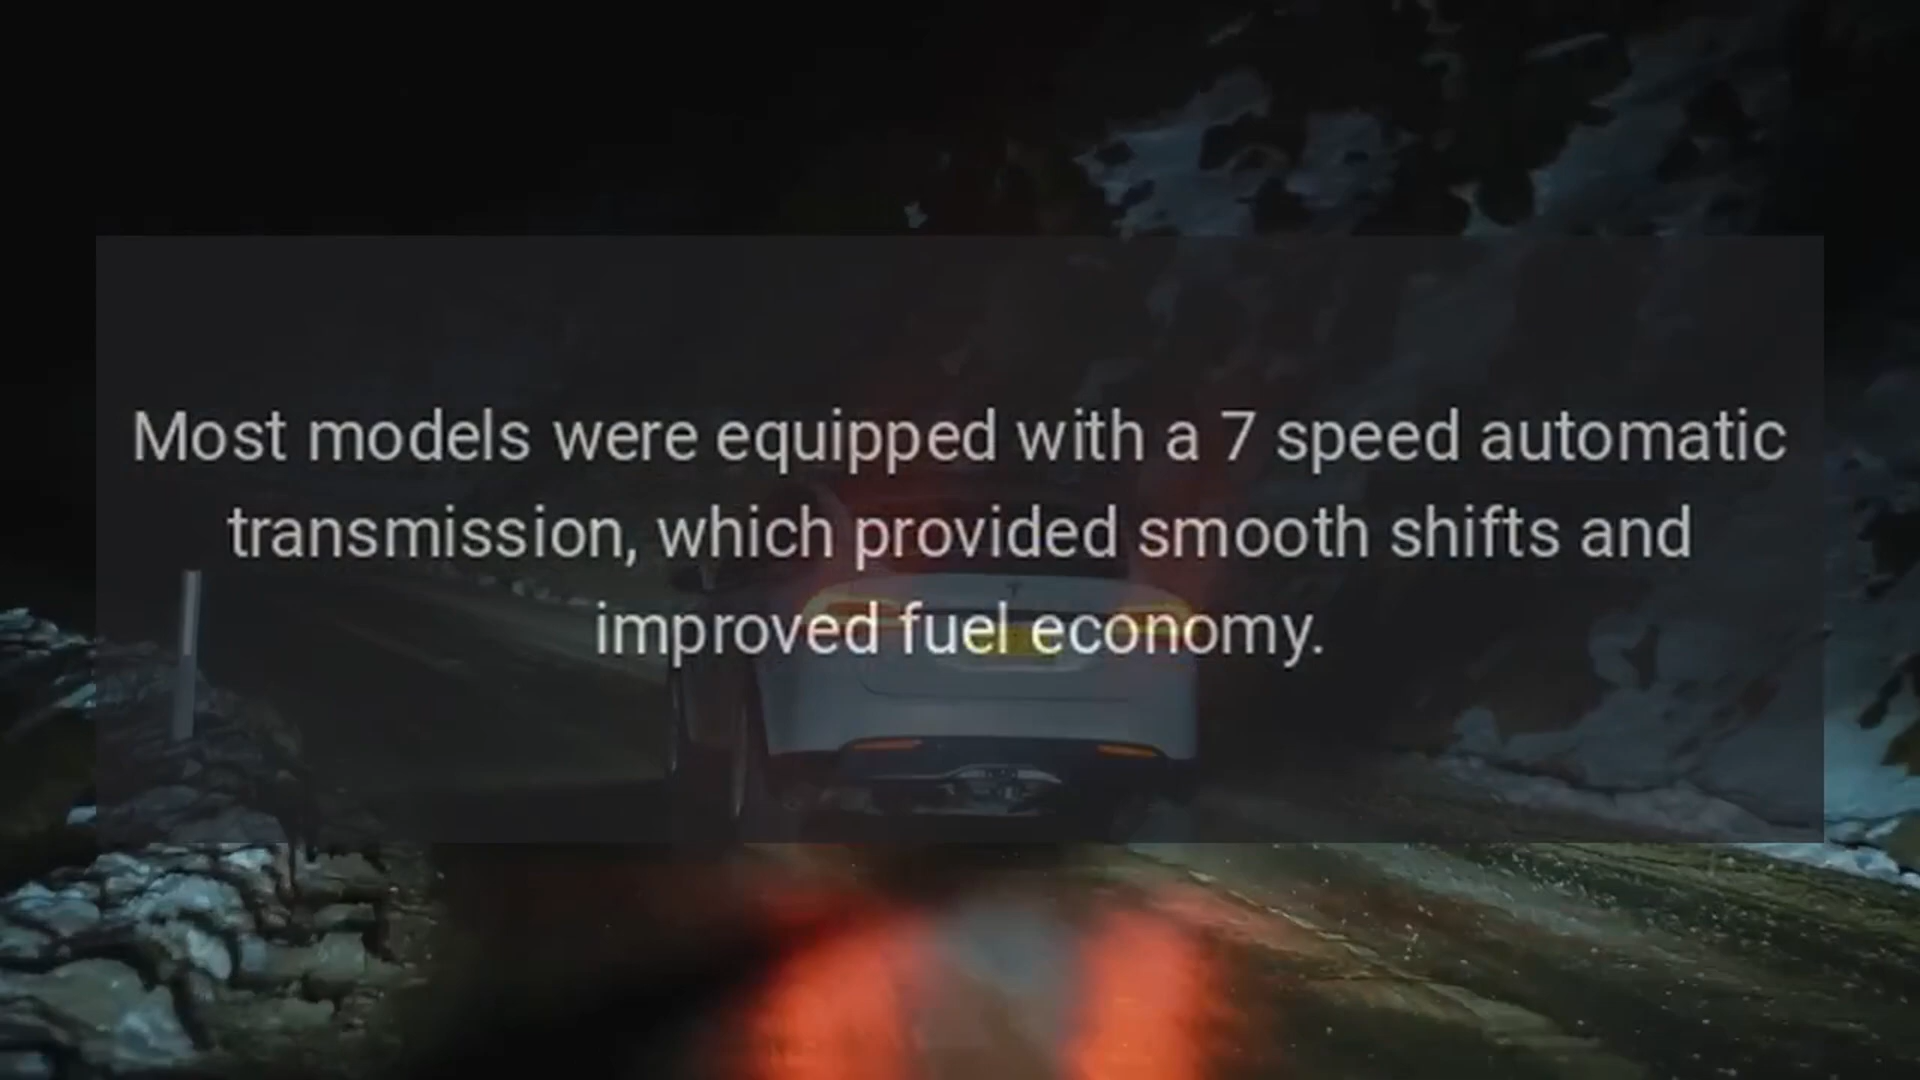 Most models were equipped with a 7 speed automatic
transmission, which provided smooth shifts and
improved fuel economy.